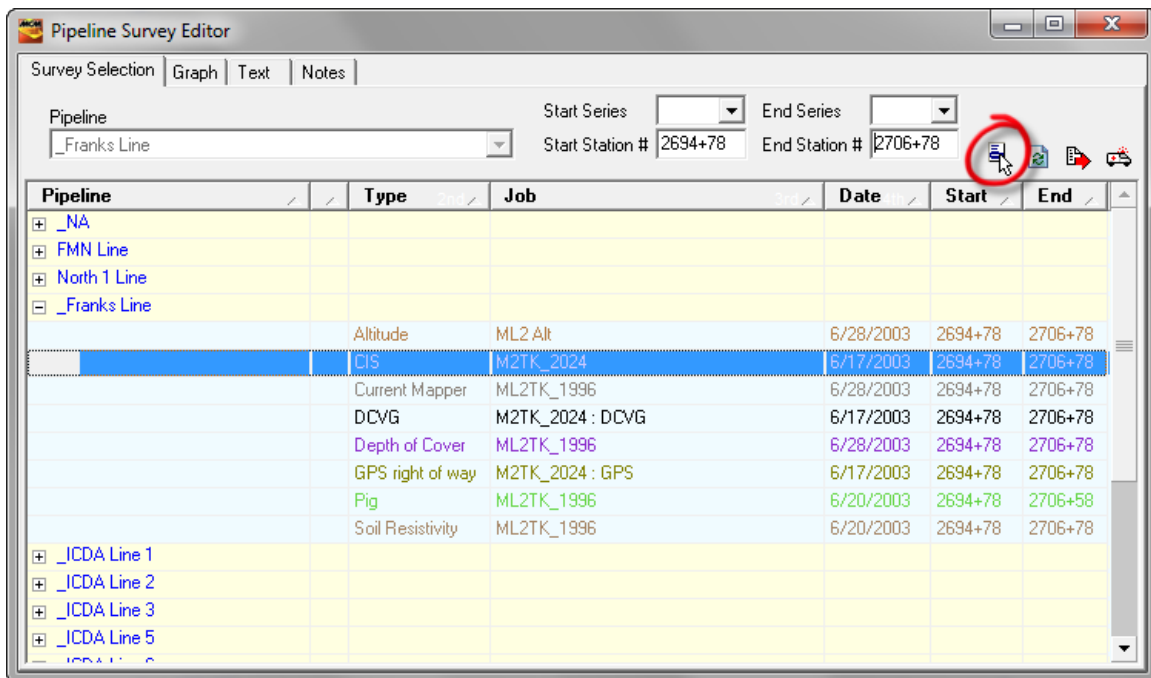 MCM Pipeline Survey Editor
Survey Selection Graph Text Notes
Pipeline Start Series End Series
_Franks Line Start Station # 2694+78 End Station # 2706+78
Pipeline Type 2nd Job 3rd Date 4th Start End
_NA
FMN Line
North 1 Line
_Franks Line
Altitude ML2 Alt 6/28/2003 2694+78 2706+78
CIS M2TK_2024 6/17/2003 2694+78 2706+78
Current Mapper ML2TK_1996 6/28/2003 2694+78 2706+78
DCVG M2TK_2024 : DCVG 6/17/2003 2694+78 2706+78
Depth of Cover ML2TK_1996 6/28/2003 2694+78 2706+78
GPS right of way M2TK_2024 : GPS 6/17/2003 2694+78 2706+78
Pig ML2TK_1996 6/20/2003 2694+78 2706+58
Soil Resistivity ML2TK_1996 6/20/2003 2694+78 2706+78
_ICDA Line 1
_ICDA Line 2
_ICDA Line 3
_ICDA Line 5